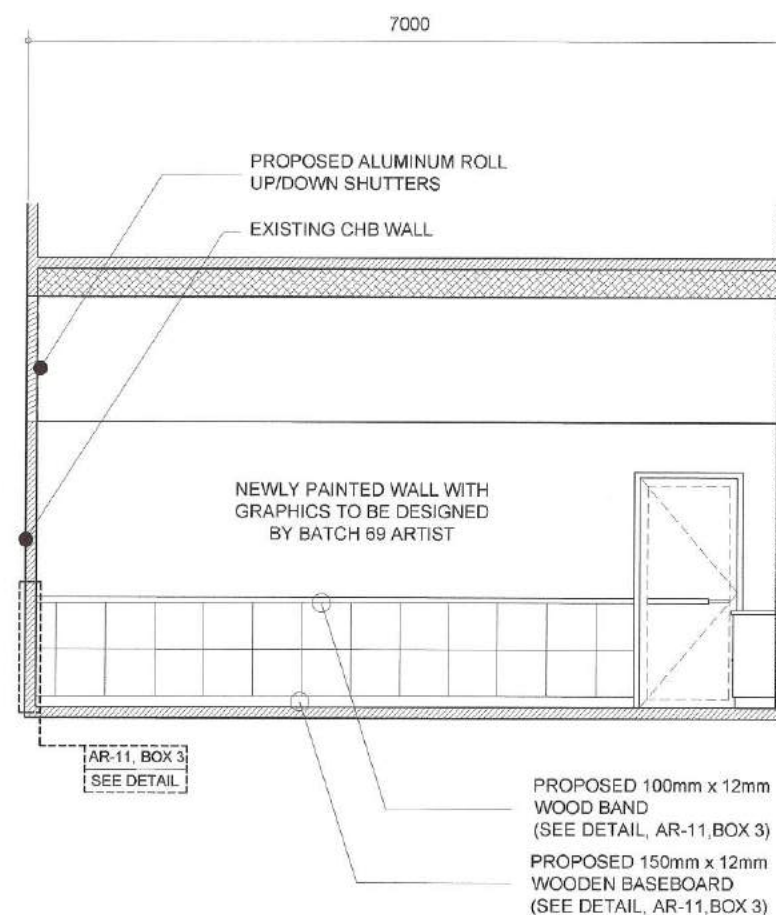 7000
PROPOSED ALUMINUM ROLL
UP/DOWN SHUTTERS
EXISTING CHB WALL
NEWLY PAINTED WALL WITH
GRAPHICS TO BE DESIGNED
BY BATCH 69 ARTIST
AR-11, BOX 3
SEE DETAIL
PROPOSED 100mm x 12mm
WOOD BAND
(SEE DETAIL, AR-11,BOX 3)
PROPOSED 150mm x 12mm
WOODEN BASEBOARD
(SEE DETAIL, AR-11,BOX 3)